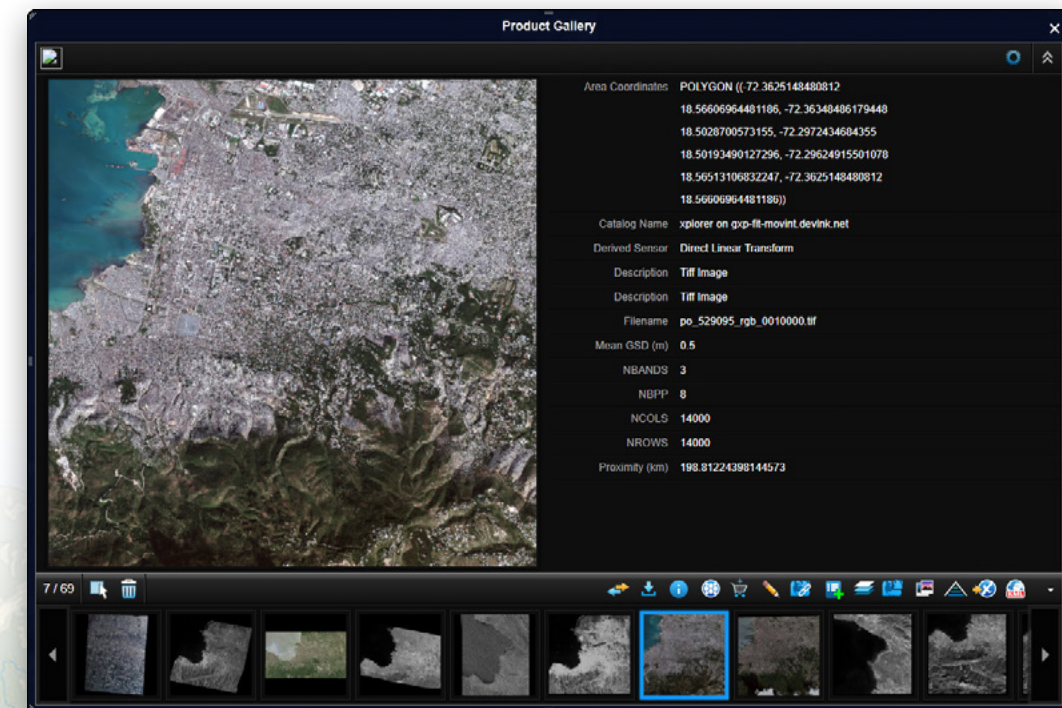 Product Gallery
Area Coordinates POLYGON ((-72.3625148480812
18.56606964481186, -72.36348486179448
18.5028700573155, -72.2972434684355
18.50193490127296, -72.29624915501078
18.56513106832247, -72.3625148480812
18.56606964481186))
Catalog Name xplorer on gxp-fit-movint.devlnk.net
Derived Sensor Direct Linear Transform
Description Tiff Image
Description Tiff Image
Filename po_529095_rgb_0010000.tif
Mean GSD (m) 0.5
NBANDS 3
NBPP 8
NCOLS 14000
NROWS 14000
Proximity (km) 198.81224398144573
7 / 69
KML